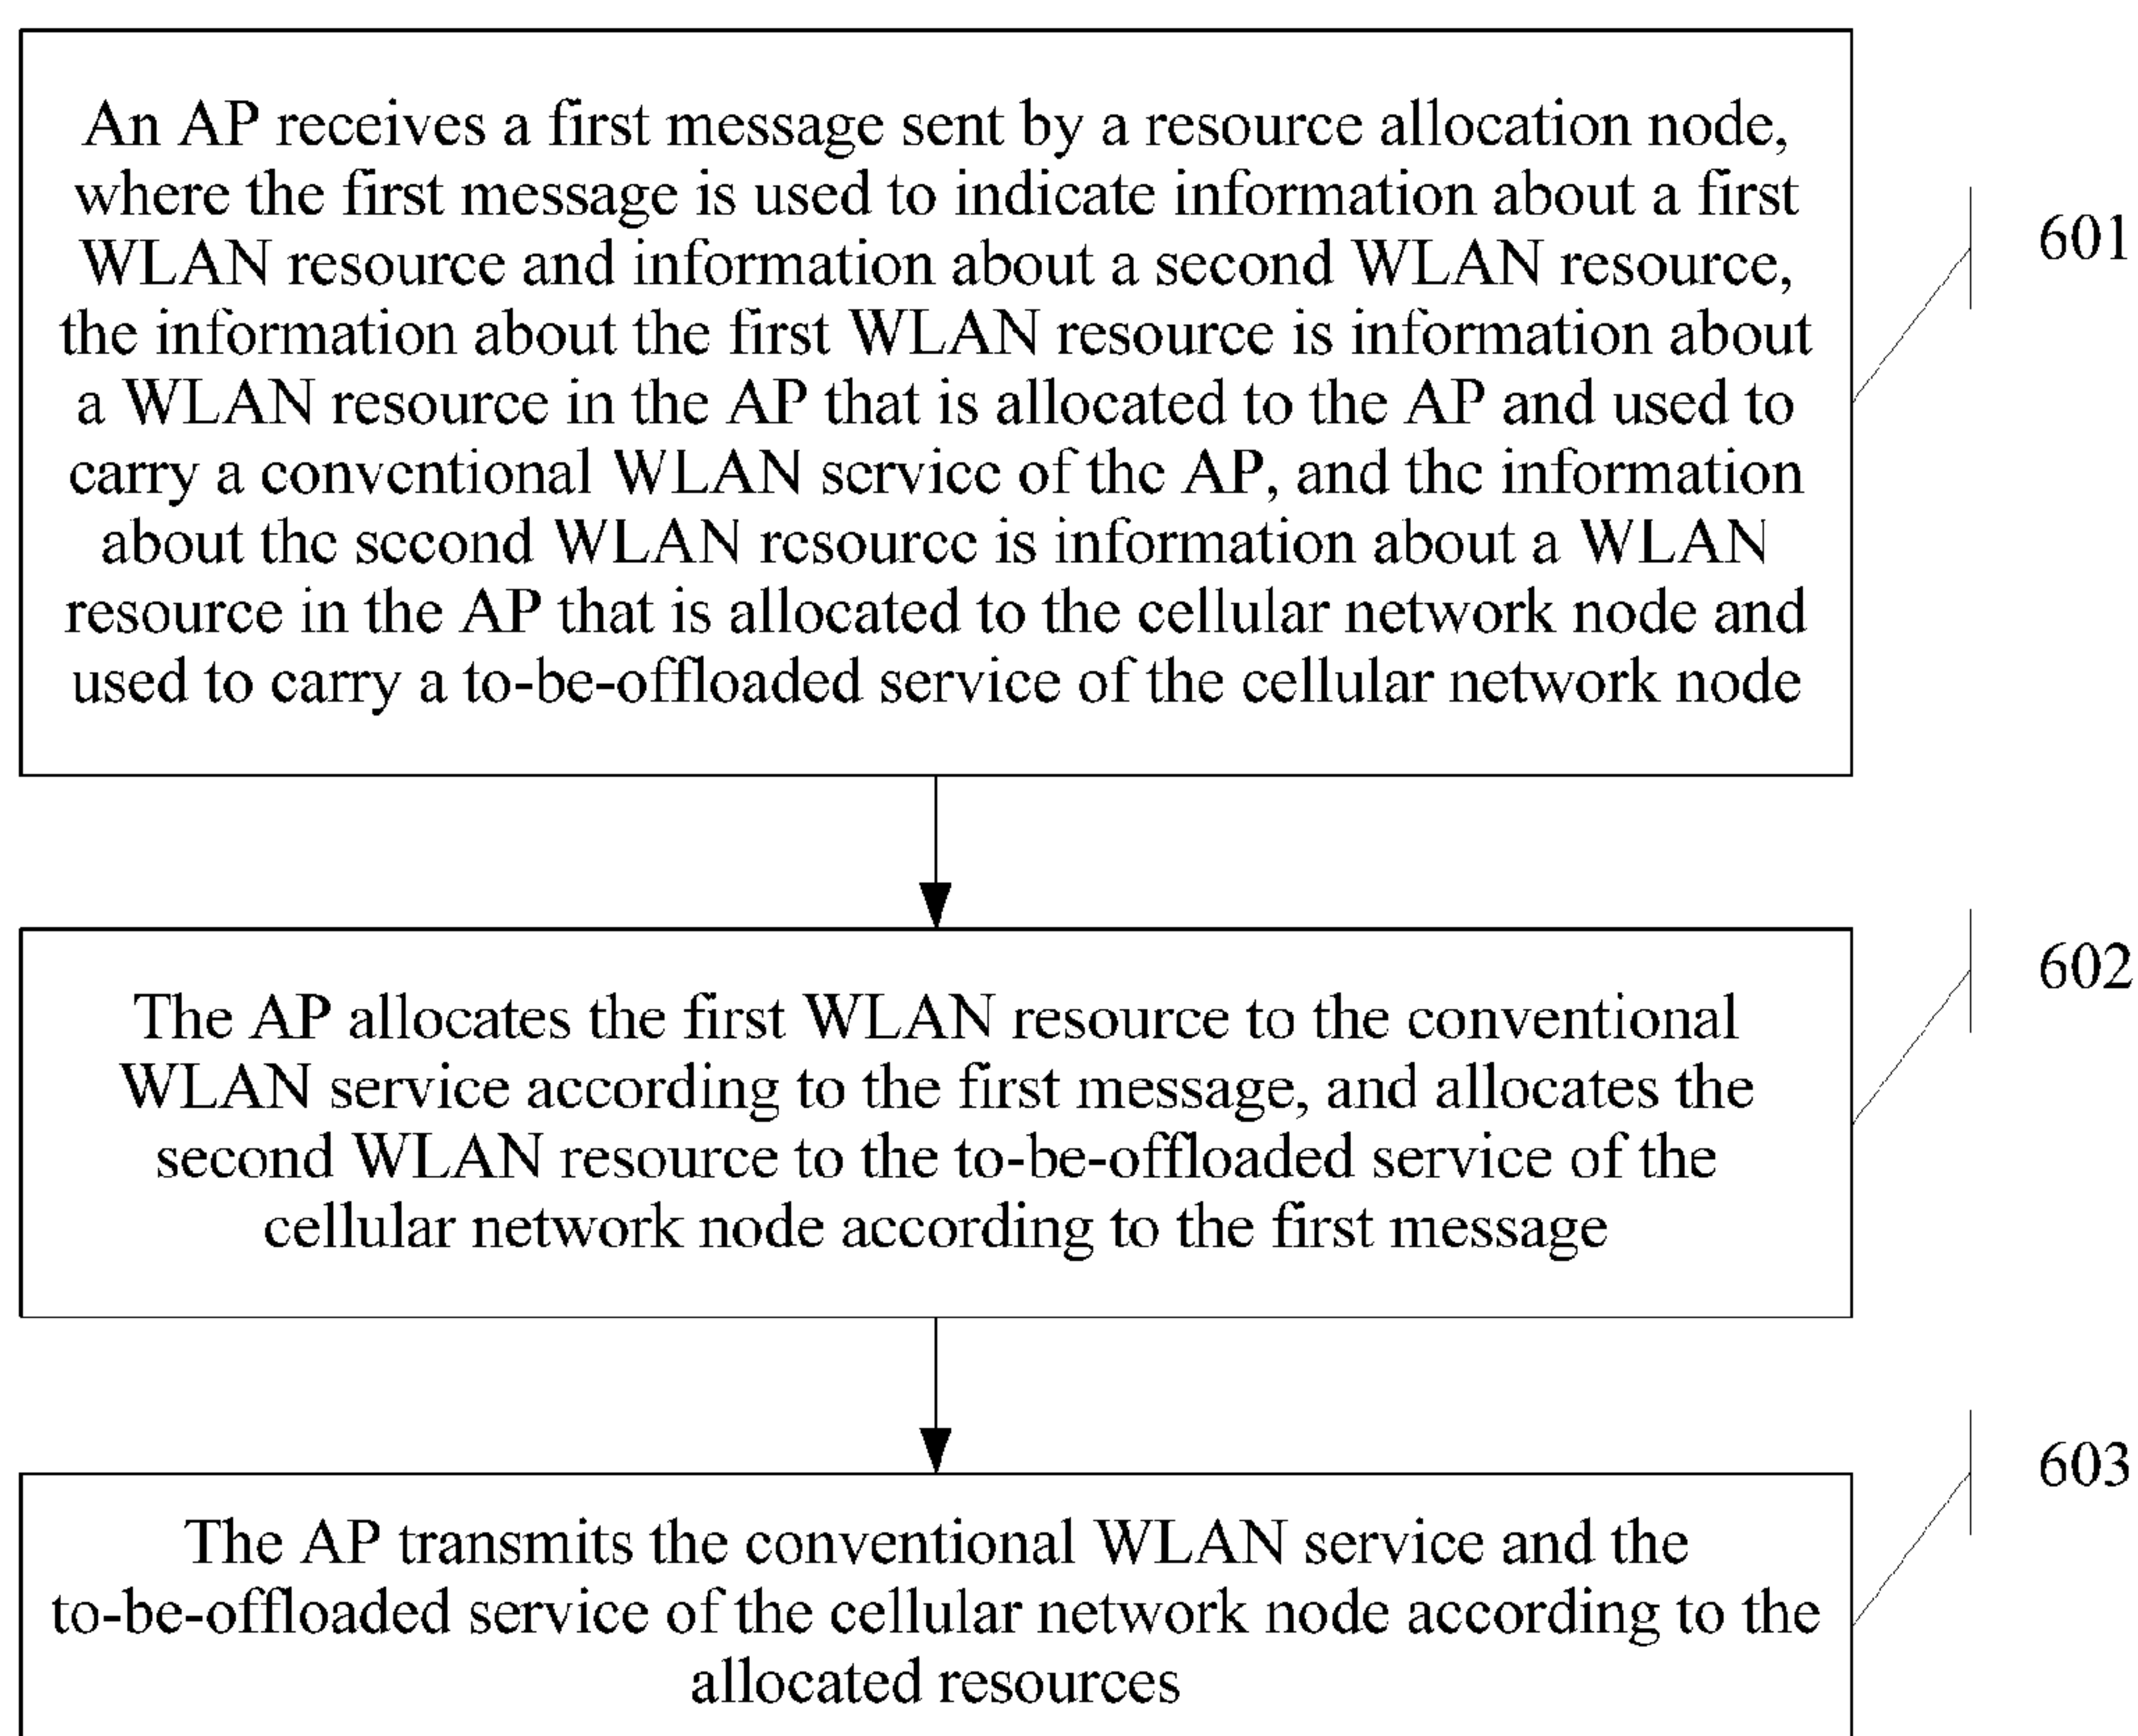 An AP receives a first message sent by a resource allocation node,
where the first message is used to indicate information about a first
WLAN resource and information about a second WLAN resource,
the information about the first WLAN resource is information about
a WLAN resource in the AP that is allocated to the AP and used to
carry a conventional WLAN service of the AP, and the information
about the second WLAN resource is information about a WLAN
resource in the AP that is allocated to the cellular network node and
used to carry a to-be-offloaded service of the cellular network node
601
The AP allocates the first WLAN resource to the conventional
WLAN service according to the first message, and allocates the
second WLAN resource to the to-be-offloaded service of the
cellular network node according to the first message
602
The AP transmits the conventional WLAN service and the
to-be-offloaded service of the cellular network node according to the
allocated resources
603